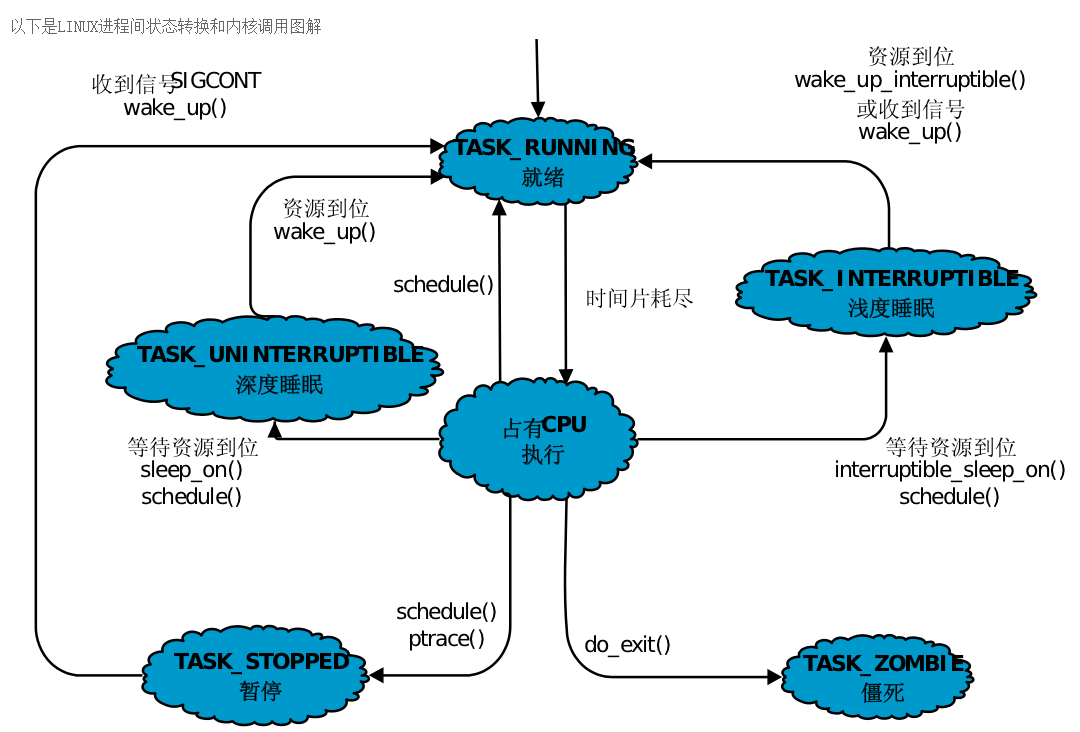 以下是LINUX进程间状态转换和内核调用图解
收到信号SIGCONT
wake_up()
资源到位
wake_up_interruptible()
或收到信号
wake_up()
TASK_RUNNING
就绪
资源到位
wake_up()
schedule()
时间片耗尽
TASK_INTERRUPTIBLE
浅度睡眠
TASK_UNINTERRUPTIBLE
深度睡眠
占有CPU
执行
等待资源到位
sleep_on()
schedule()
等待资源到位
interruptible_sleep_on()
schedule()
schedule()
ptrace()
do_exit()
TASK_STOPPED
暂停
TASK_ZOMBIE
僵死